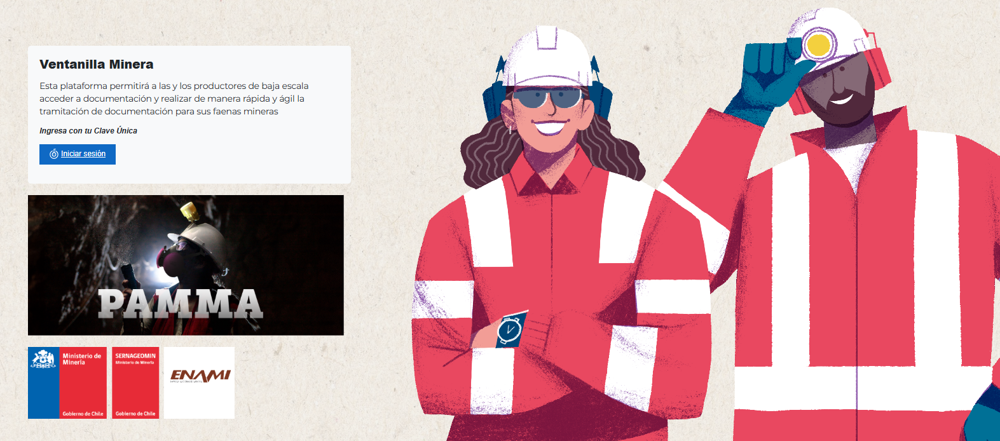 Ventanilla Minera
Esta plataforma permitirá a las y los productores de baja escala
acceder a documentación y realizar de manera rápida y ágil la
tramitación de documentación para sus faenas mineras
Ingresa con tu Clave Única
Iniciar sesión
PAMMA
Ministerio de
Minería
Gobierno de Chile
SERNAGEOMIN
Ministerio de Minería
Gobierno de Chile
ENAMI